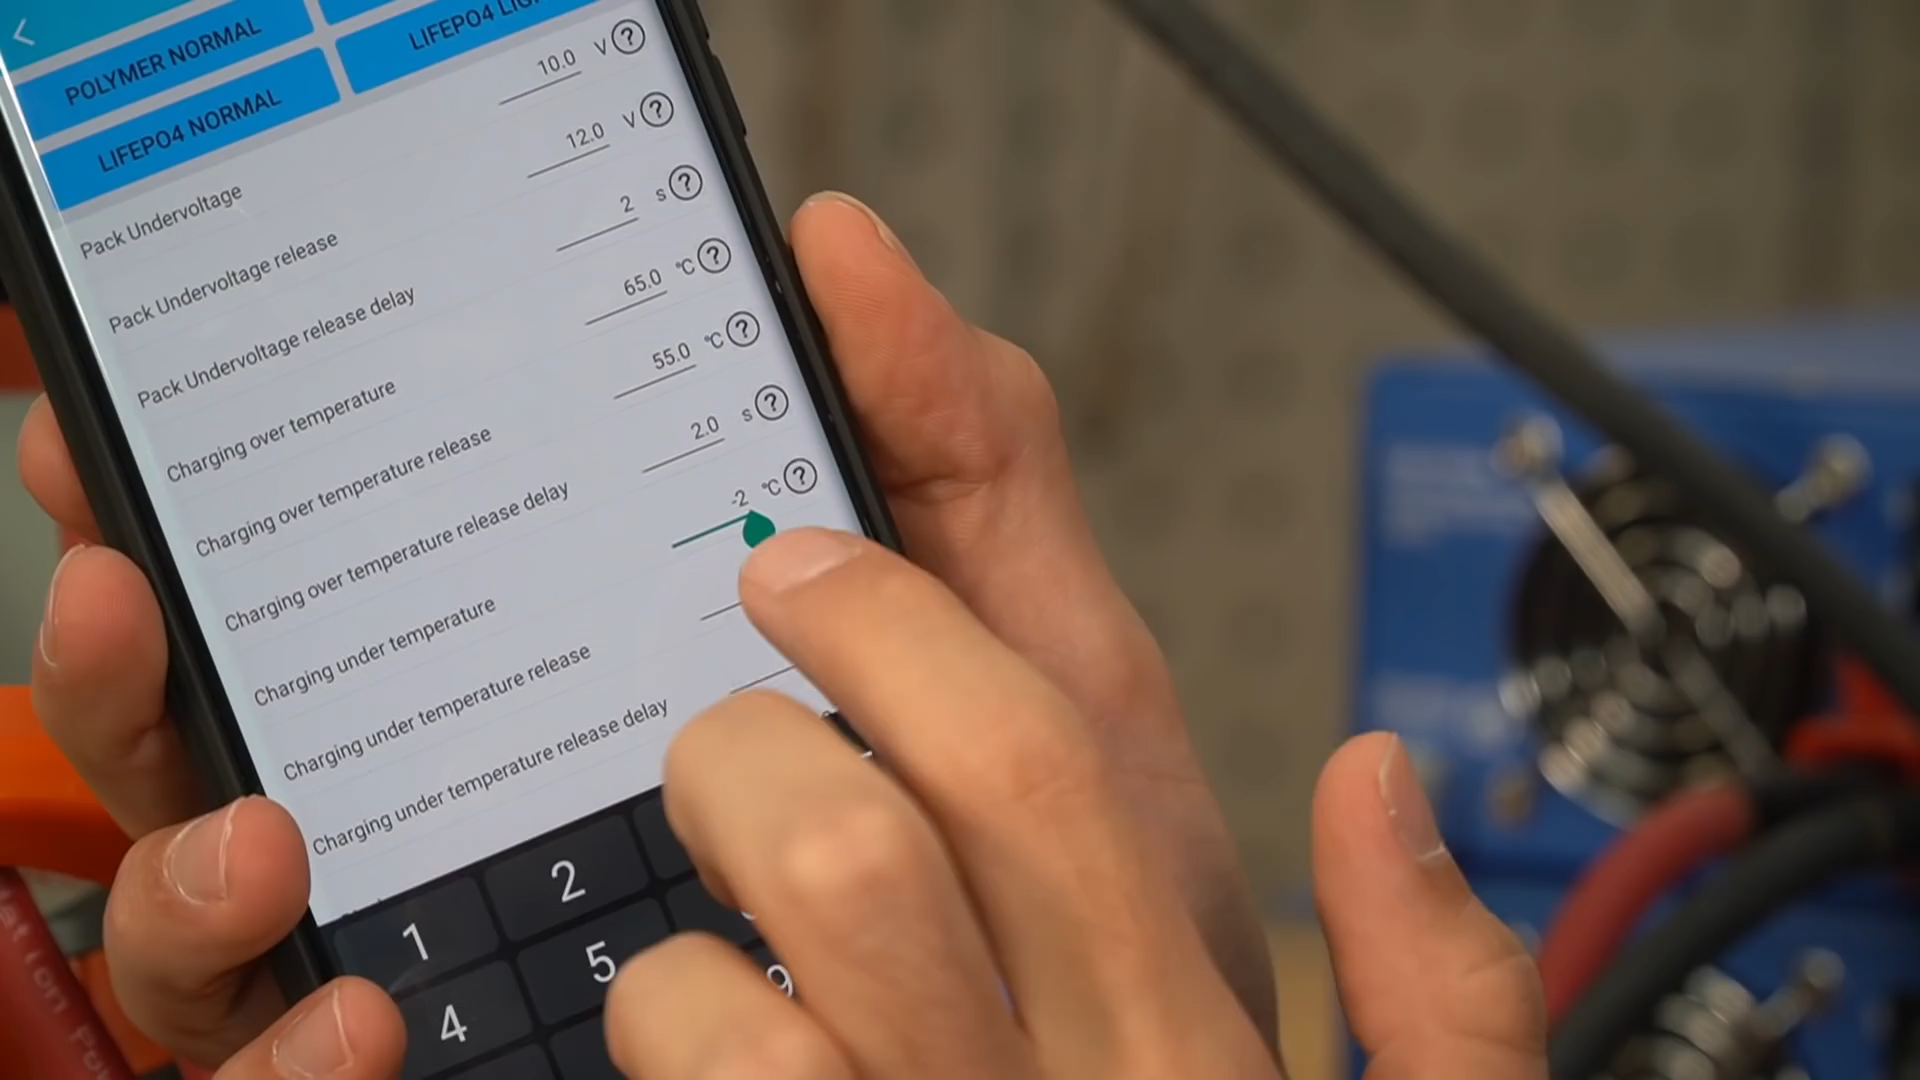 POLYMER NORMAL
LIFEPO4 NORMAL
Pack Undervoltage 10.0 V ?
Pack Undervoltage release 12.0 V ?
Pack Undervoltage release delay 2 s ?
Charging over temperature 65.0 °C ?
Charging over temperature release 55.0 °C ?
Charging over temperature release delay 2.0 s ?
Charging under temperature -2 °C ?
Charging under temperature release
Charging under temperature release delay
1 2
4 5
9